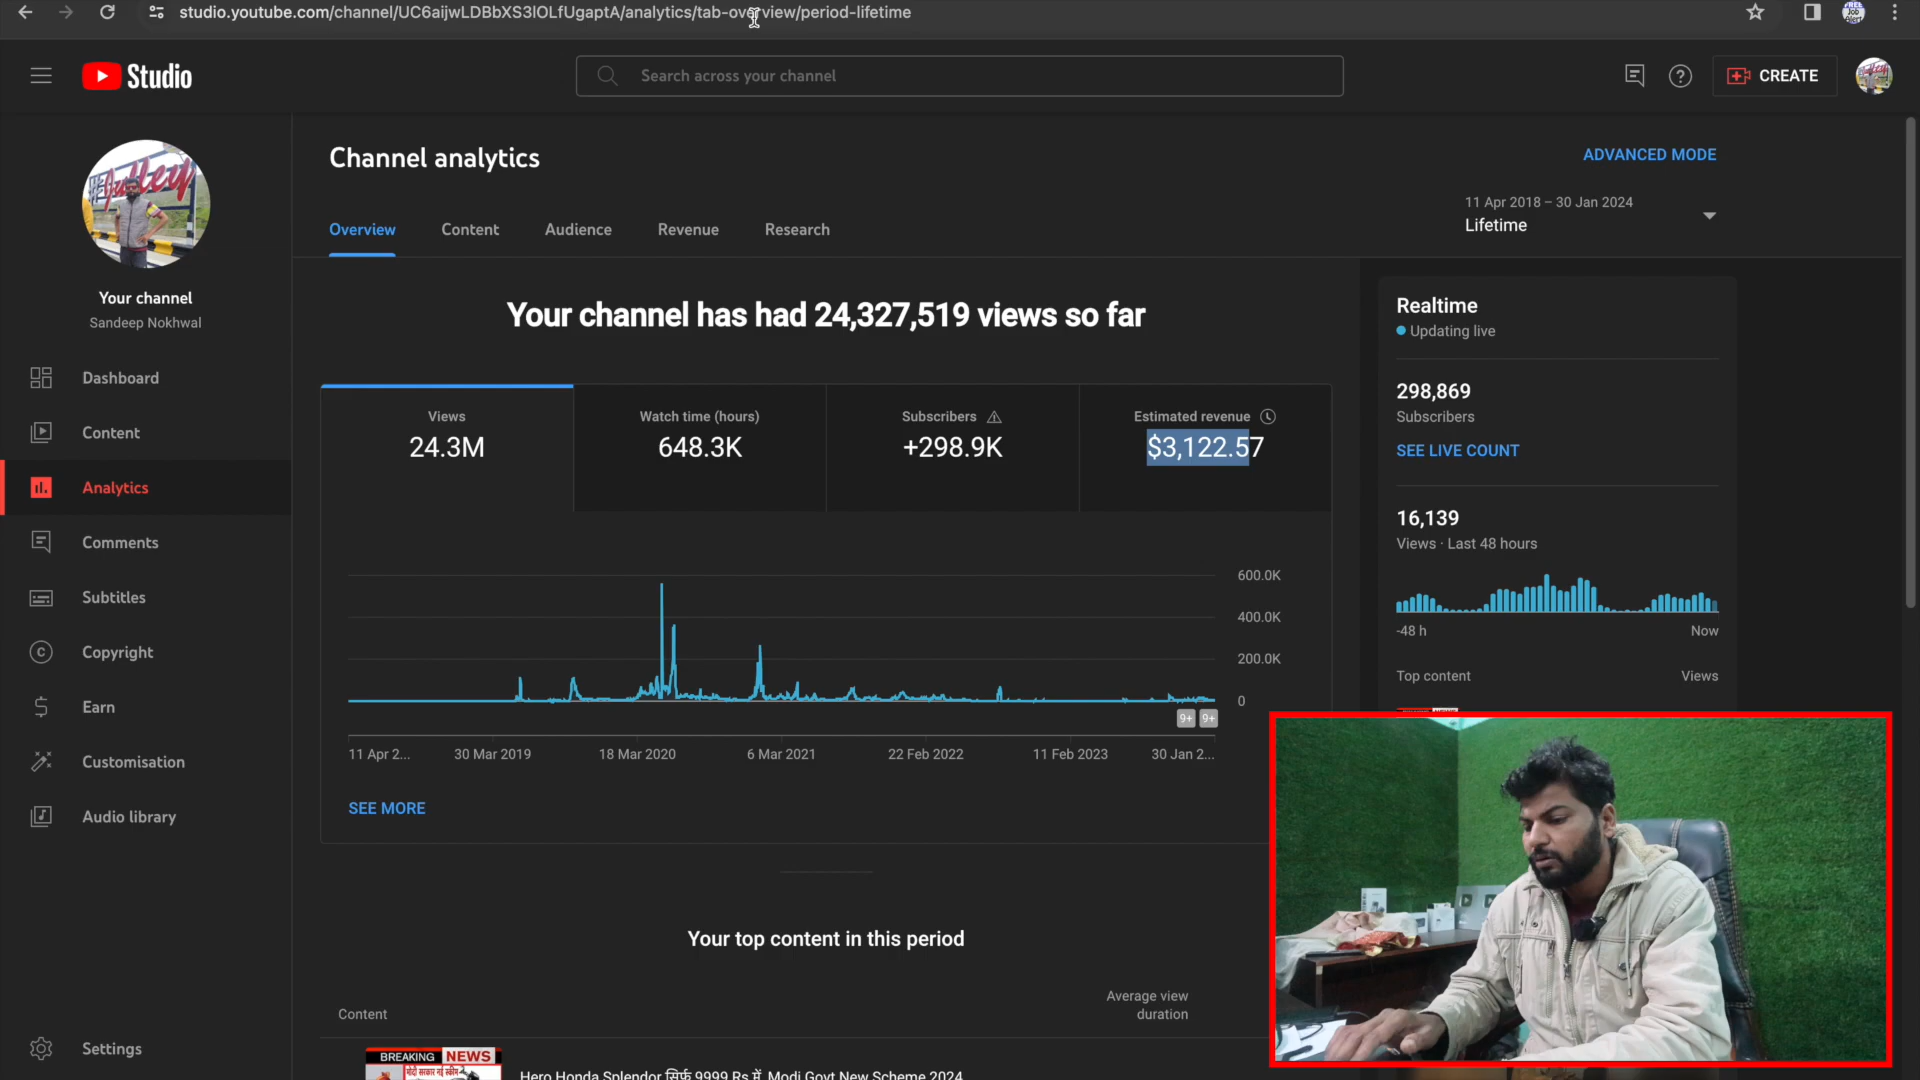 studio.youtube.com/channel/UC6aijwLDBbXS3lOLfUgaptA/analytics/tab-overview/period-lifetime
Studio
Search across your channel
CREATE
Your channel
Sandeep Nokhwal
Dashboard
Content
Analytics
Comments
Subtitles
Copyright
Earn
Customisation
Audio library
Settings
Channel analytics
ADVANCED MODE
11 Apr 2018 – 30 Jan 2024
Lifetime
Overview
Content
Audience
Revenue
Research
Your channel has had 24,327,519 views so far
Views
24.3M
Watch time (hours)
648.3K
Subscribers
+298.9K
Estimated revenue
$3,122.57
600.0K
400.0K
200.0K
0
9+ 9+
11 Apr 2...
30 Mar 2019
18 Mar 2020
6 Mar 2021
22 Feb 2022
11 Feb 2023
30 Jan 2...
SEE MORE
Your top content in this period
Content
Average view
duration
BREAKING NEWS
Hero Honda Splendor सिर्फ 9999 Rs में, Modi Govt New Scheme 2024
Realtime
Updating live
298,869
Subscribers
SEE LIVE COUNT
16,139
Views · Last 48 hours
-48 h
Now
Top content
Views